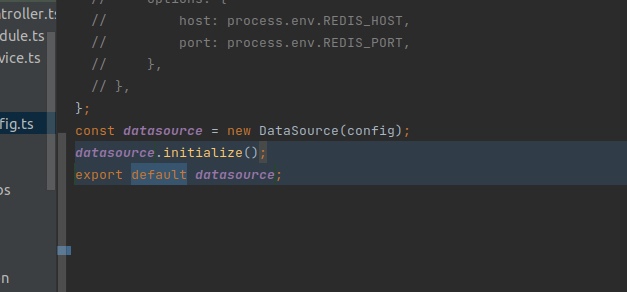 ntroller.ts
dule.ts
vice.ts
fig.ts
os
n
// options: {
// host: process.env.REDIS_HOST,
// port: process.env.REDIS_PORT,
// },
// },
};
const datasource = new DataSource(config);
datasource.initialize();
export default datasource;